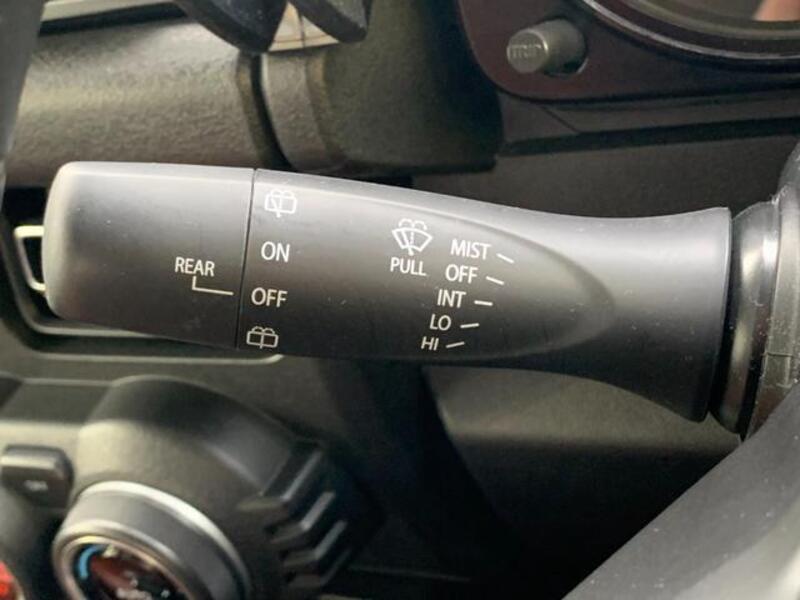 TRIP
ON
REAR
OFF
PULL
MIST
OFF
INT
LO
HI